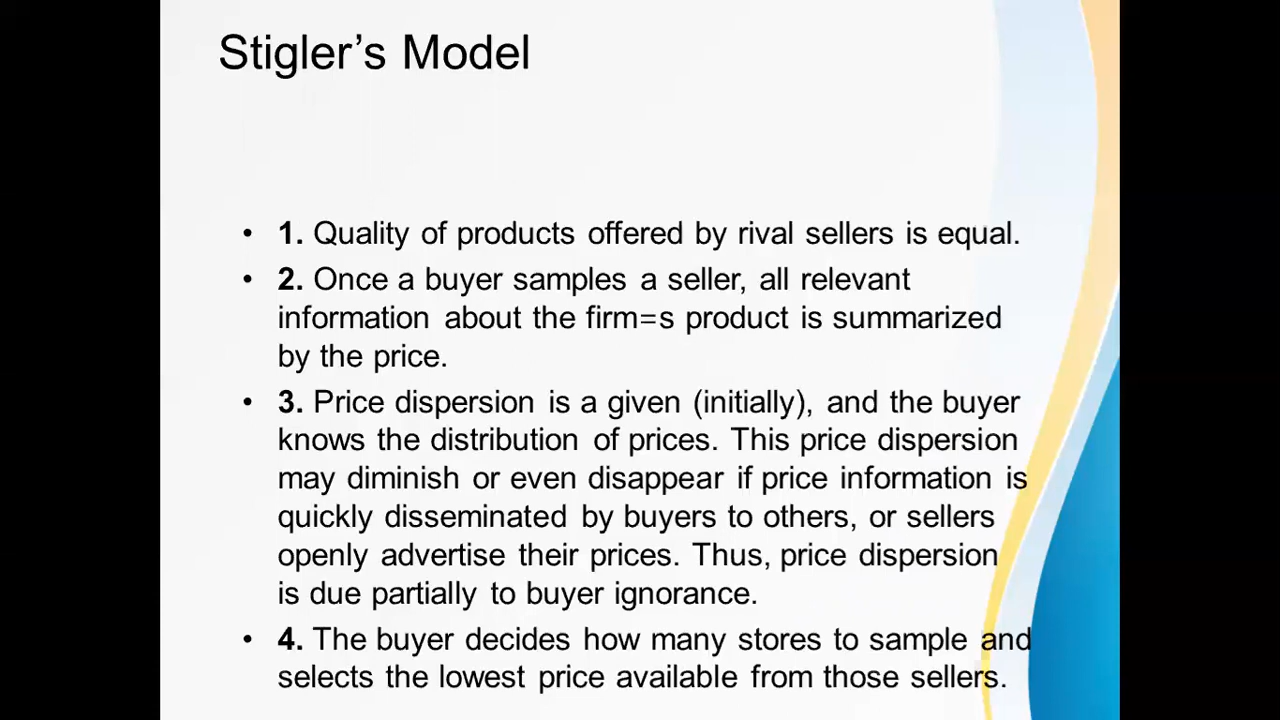 Stigler’s Model
• 1. Quality of products offered by rival sellers is equal.
• 2. Once a buyer samples a seller, all relevant
information about the firm=s product is summarized
by the price.
• 3. Price dispersion is a given (initially), and the buyer
knows the distribution of prices. This price dispersion
may diminish or even disappear if price information is
quickly disseminated by buyers to others, or sellers
openly advertise their prices. Thus, price dispersion
is due partially to buyer ignorance.
• 4. The buyer decides how many stores to sample and
selects the lowest price available from those sellers.